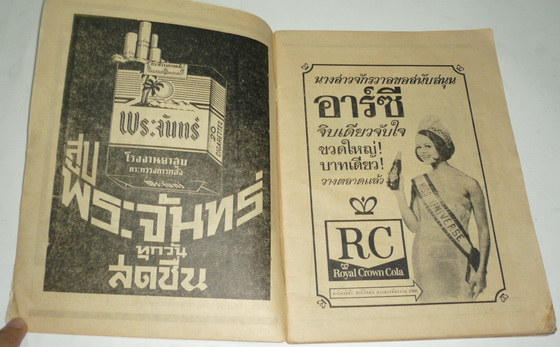 พระจันทร์
20
CIGARETTES
โรงงานยาสูบ
กระทรวงการคลัง
สูบ
พระจันทร์
ทุกวัน
สดชื่น
นางสาวจักรวาลขอสนับสนุน
อาร์ซี
จิบเดียวจับใจ
ขวดใหญ่!
บาทเดียว!
วางตลาดแล้ว
UNIVERSE
RC
Royal Crown Cola